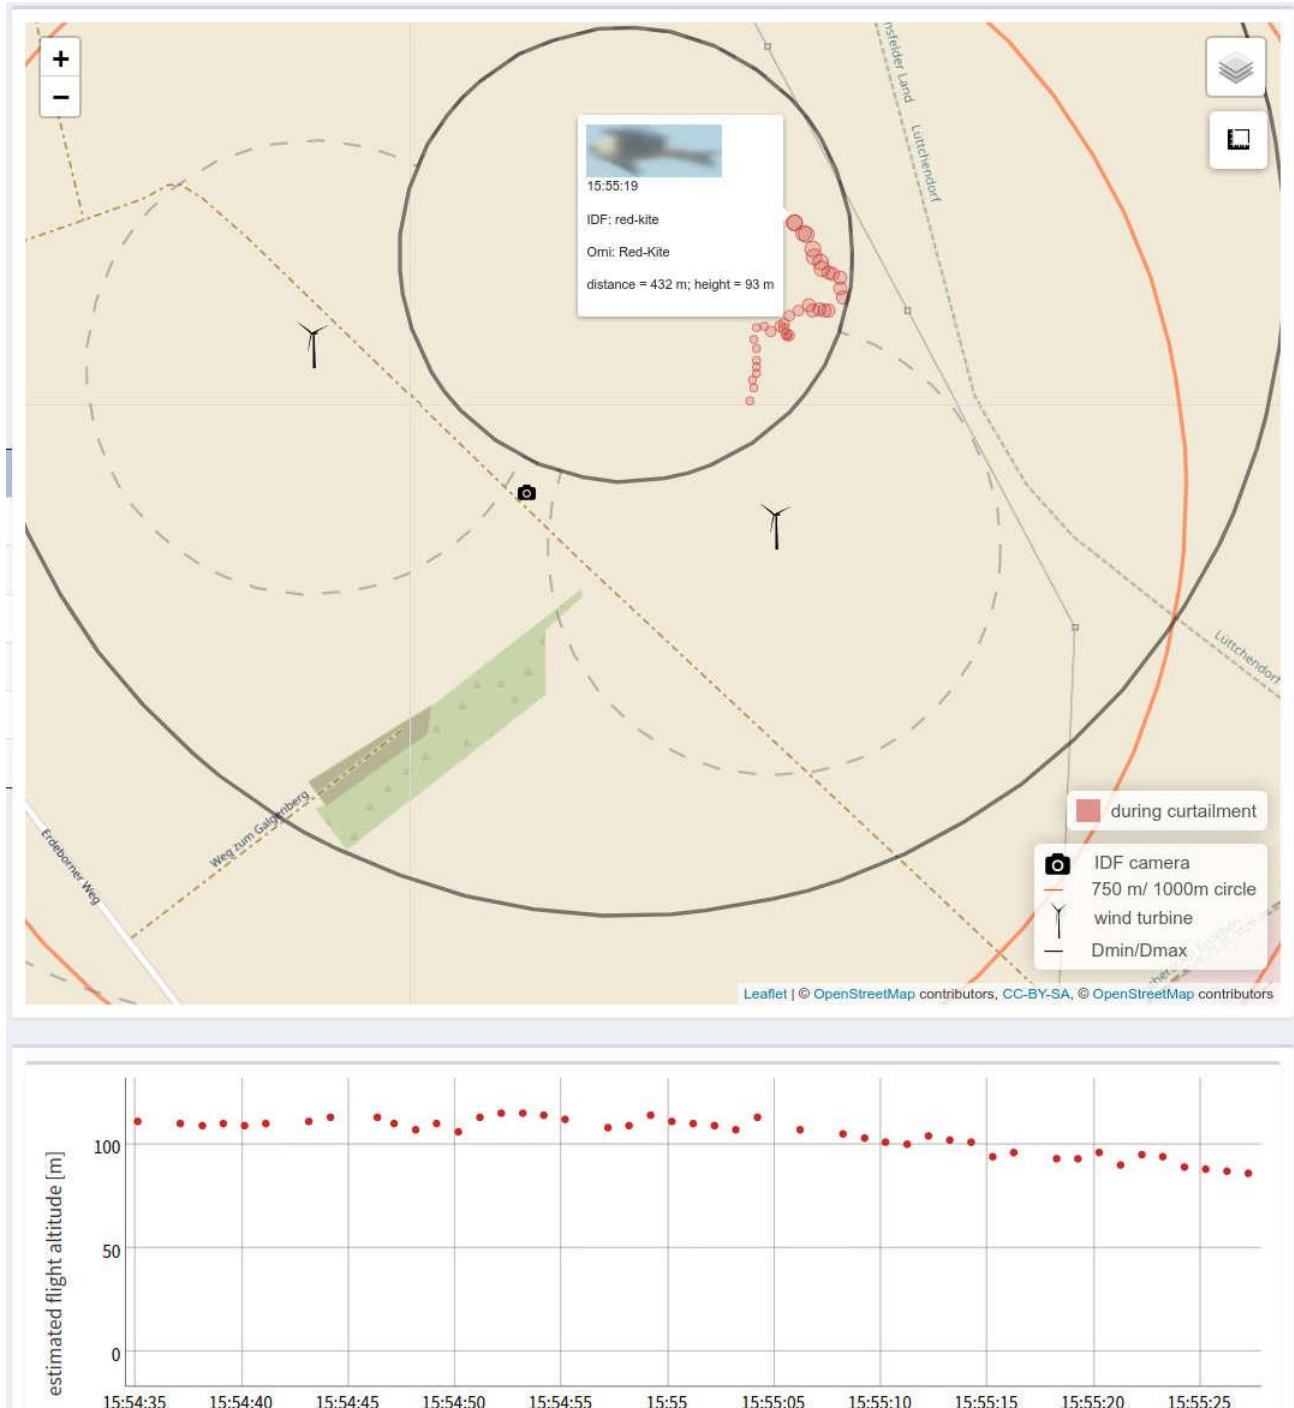 +
−
nsfelder Land
Lüttchendorf
15:55:19
IDF: red-kite
Orni: Red-Kite
distance = 432 m; height = 93 m
Lüttchendorf
Weg zum Galgenberg
Erdeborner Weg
during curtailment
IDF camera
750 m/ 1000m circle
wind turbine
Dmin/Dmax
Leaflet | © OpenStreetMap contributors, CC-BY-SA, © OpenStreetMap contributors
estimated flight altitude [m]
100
50
0
15:54:35 15:54:40 15:54:45 15:54:50 15:54:55 15:55 15:55:05 15:55:10 15:55:15 15:55:20 15:55:25